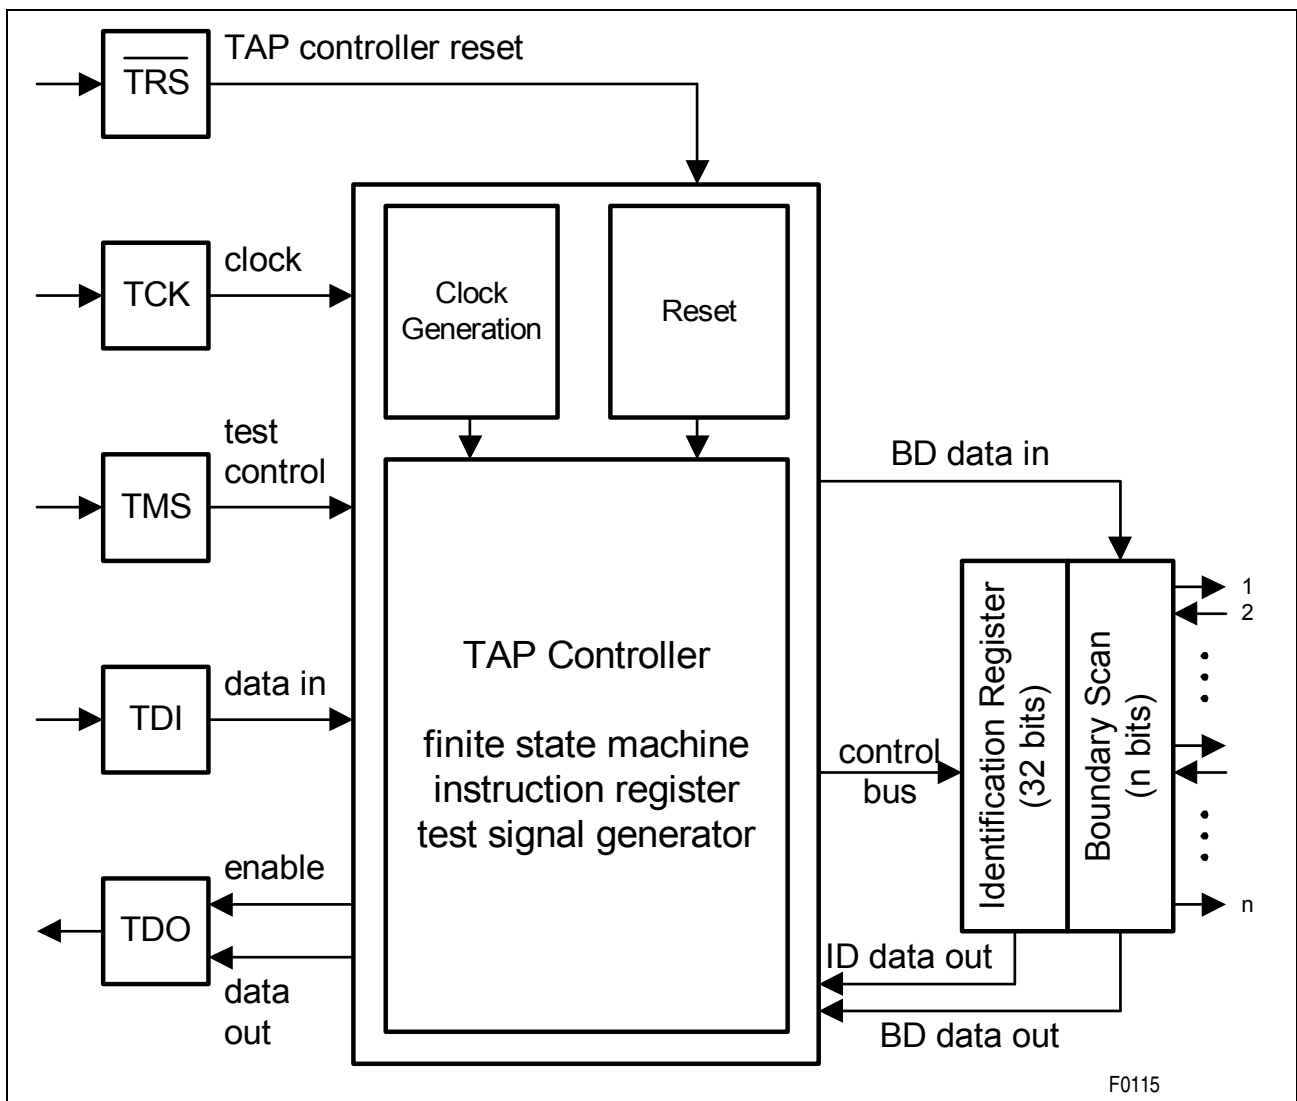 TRS
TAP controller reset
TCK
clock
Clock
Generation
Reset
TMS
test
control
BD data in
TDI
data in
TAP Controller
finite state machine
instruction register
test signal generator
control
bus
Identification Register
(32 bits)
Boundary Scan
(n bits)
1
2
n
TDO
enable
data
out
ID data out
BD data out
F0115